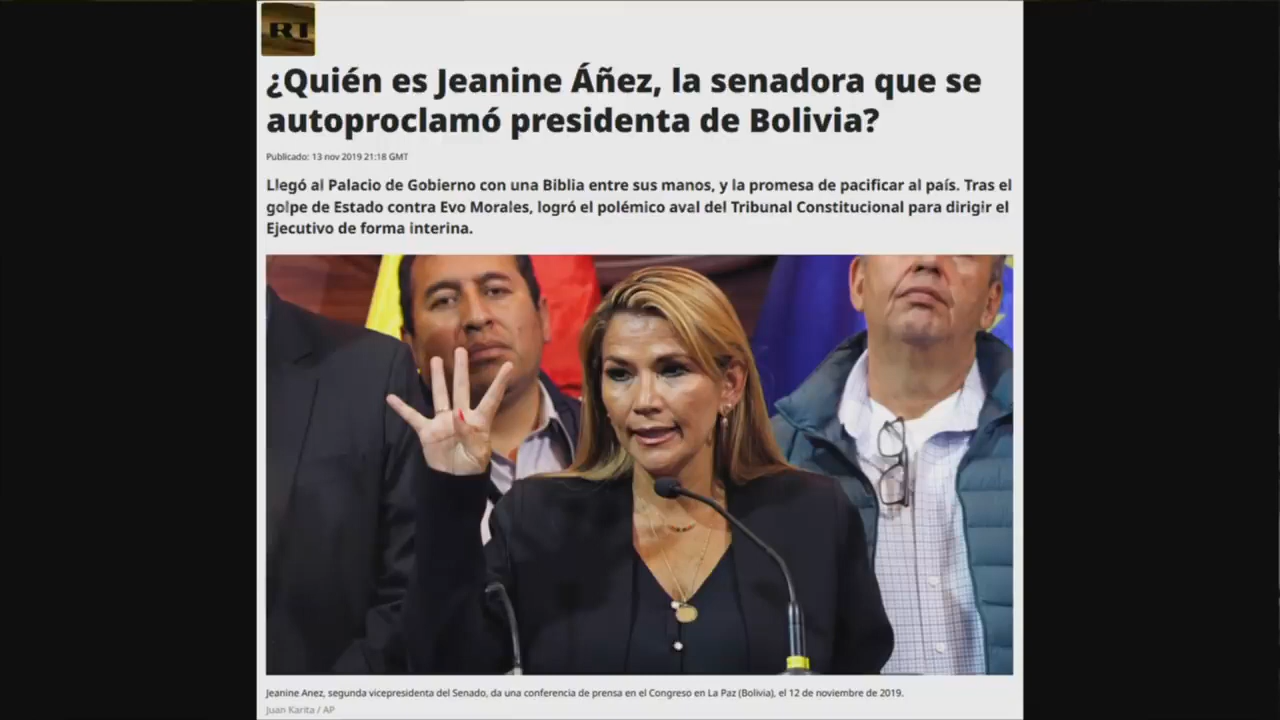 RT
¿Quién es Jeanine Áñez, la senadora que se
autoproclamó presidenta de Bolivia?
Publicado: 13 nov 2019 21:18 GMT
Llegó al Palacio de Gobierno con una Biblia entre sus manos, y la promesa de pacificar al país. Tras el
golpe de Estado contra Evo Morales, logró el polémico aval del Tribunal Constitucional para dirigir el
Ejecutivo de forma interina.
Jeanine Anez, segunda vicepresidenta del Senado, da una conferencia de prensa en el Congreso en La Paz (Bolivia), el 12 de noviembre de 2019.
Juan Karita / AP